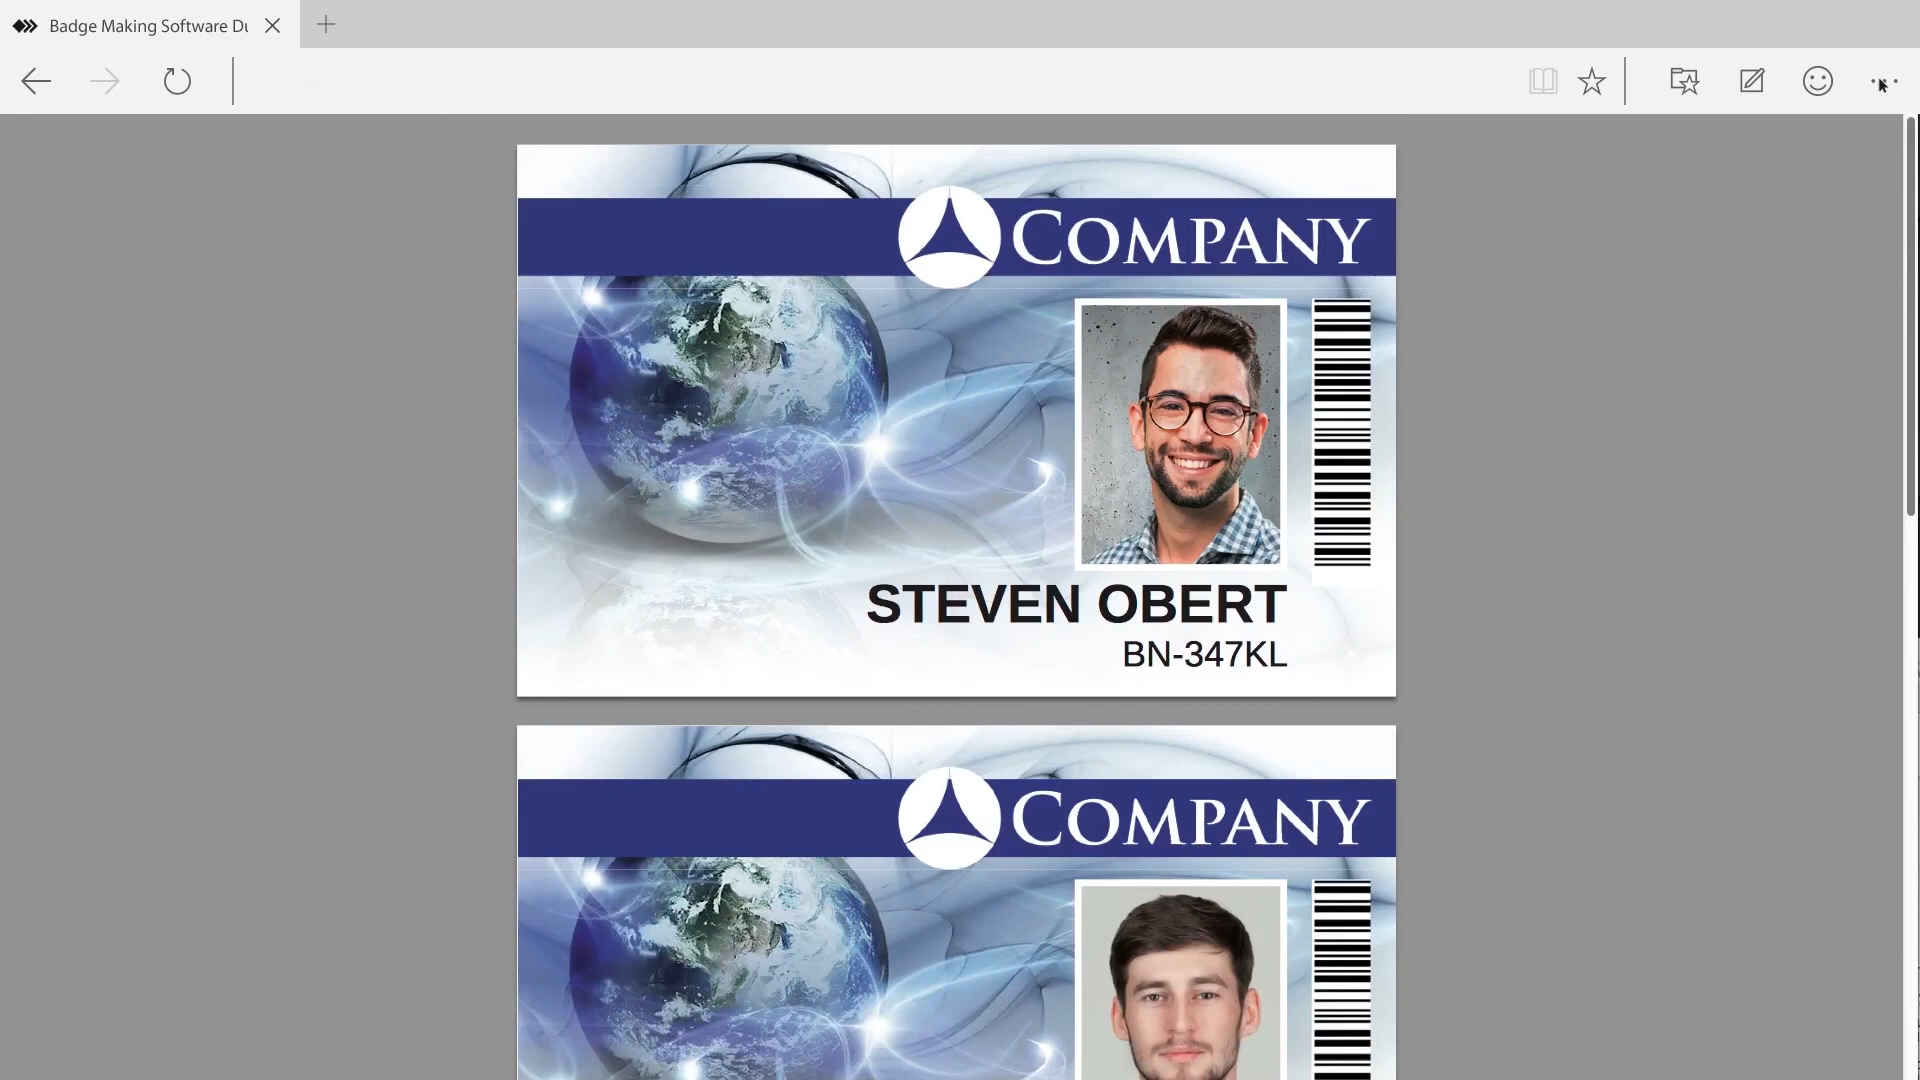 Badge Making Software Du
COMPANY
STEVEN OBERT
BN-347KL
COMPANY